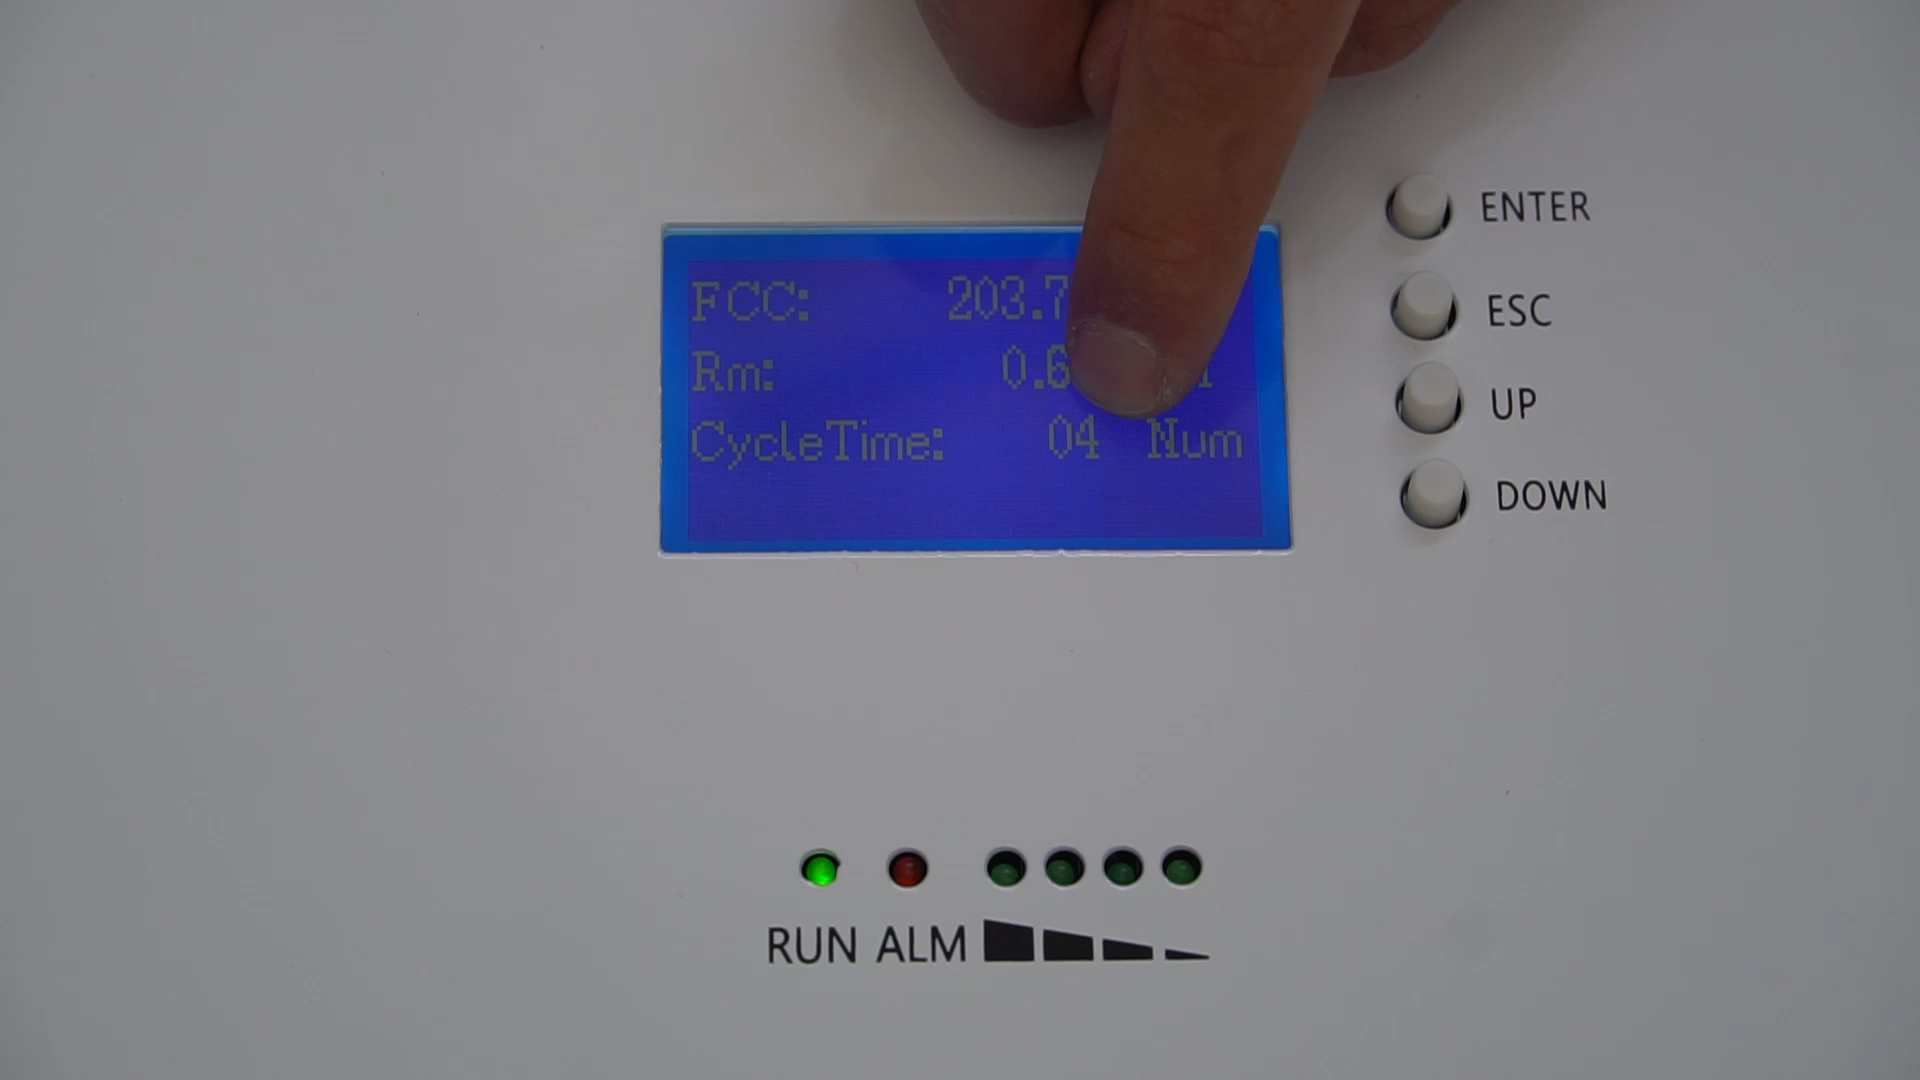 FCC: 203.7
Rm: 0.6
CycleTime: 04 Num
ENTER
ESC
UP
DOWN
RUN ALM